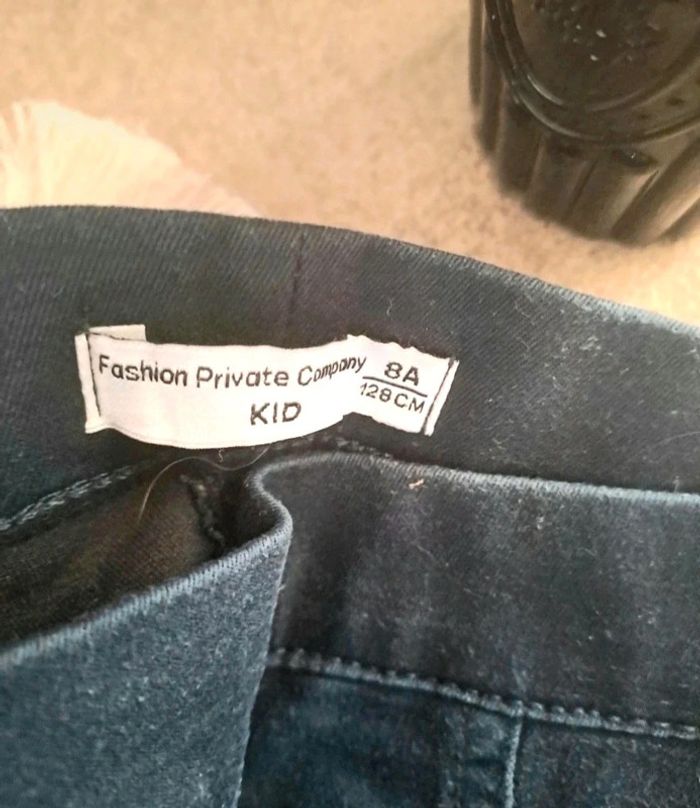 Fashion Private Company
KID
8A
128CM